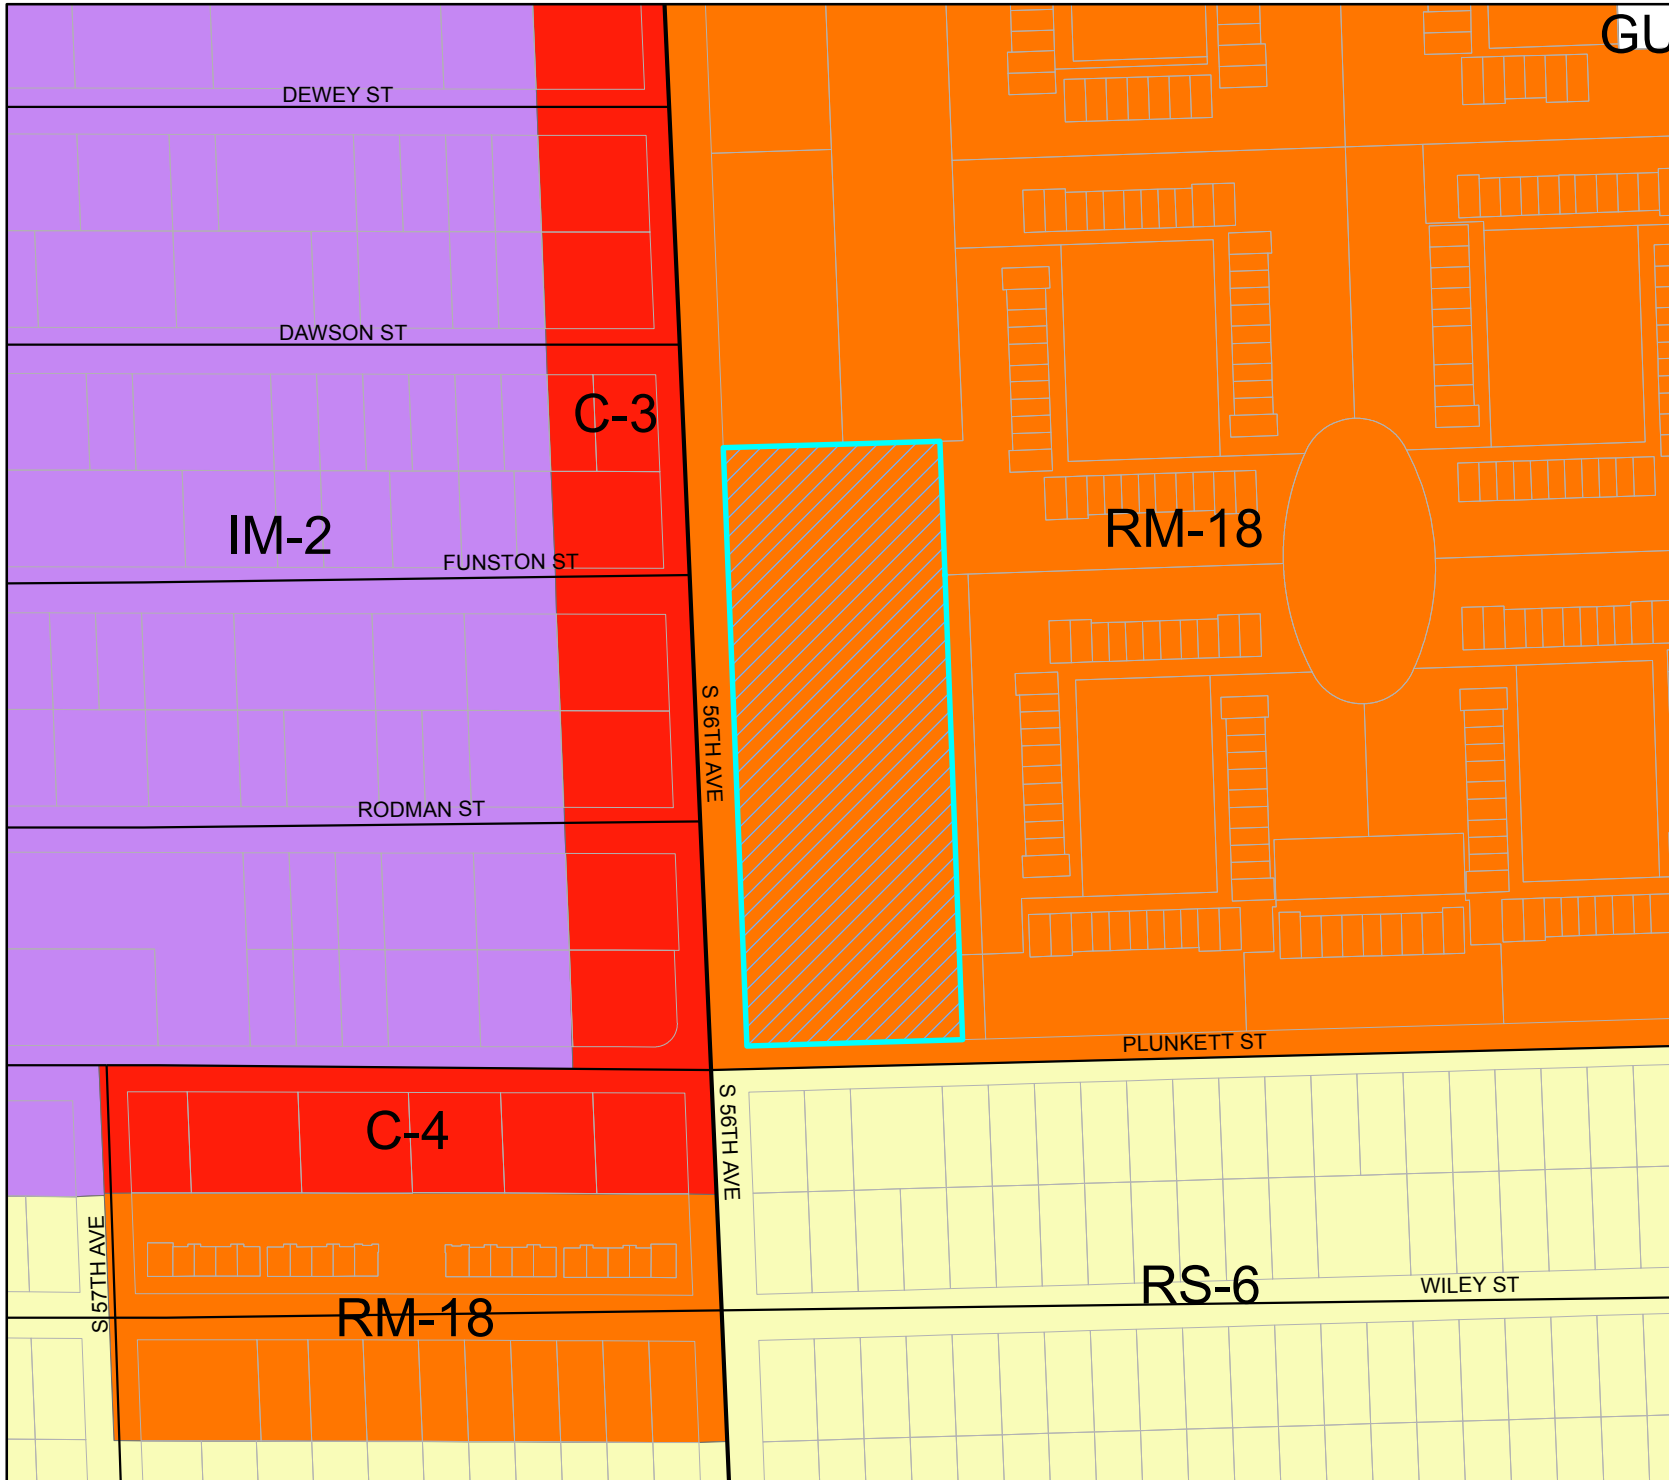 GU
DEWEY ST
DAWSON ST
C-3
IM-2
RM-18
FUNSTON ST
S 56TH AVE
RODMAN ST
PLUNKETT ST
S 56TH AVE
C-4
S 57TH AVE
RS-6
WILEY ST
RM-18